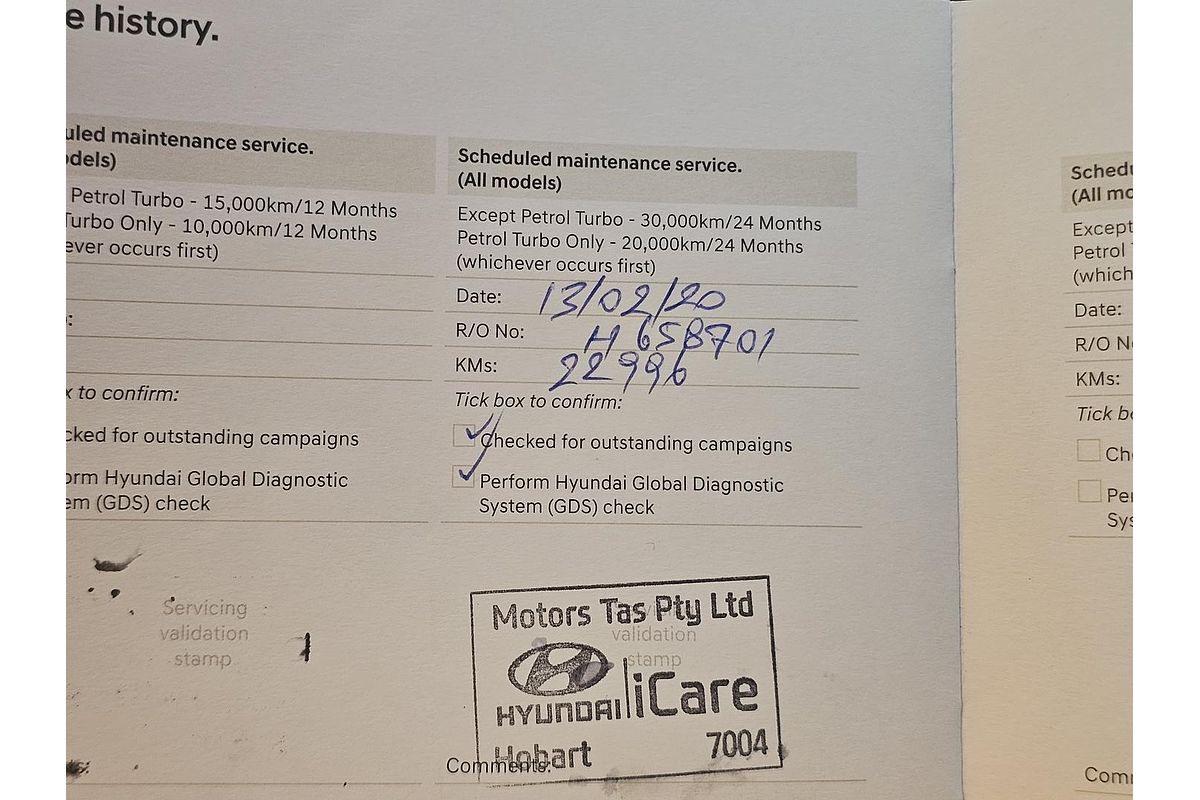 e history.
uled maintenance service.
odels)
Petrol Turbo - 15,000km/12 Months
Turbo Only - 10,000km/12 Months
ever occurs first)
:
x to confirm:
cked for outstanding campaigns
orm Hyundai Global Diagnostic
em (GDS) check
Servicing
validation
stamp
Scheduled maintenance service.
(All models)
Except Petrol Turbo - 30,000km/24 Months
Petrol Turbo Only - 20,000km/24 Months
(whichever occurs first)
Date: 13/02/20
R/O No: H 658701
KMs: 22996
Tick box to confirm:
Checked for outstanding campaigns
Perform Hyundai Global Diagnostic
System (GDS) check
Motors Tas Pty Ltd
validation
stamp
HYUNDAI iCare
Hobart 7004
Comments:
Schedu
(All mo
Except
Petrol T
(which
Date:
R/O N
KMs:
Tick b
Ch
Per
Sys
Comm